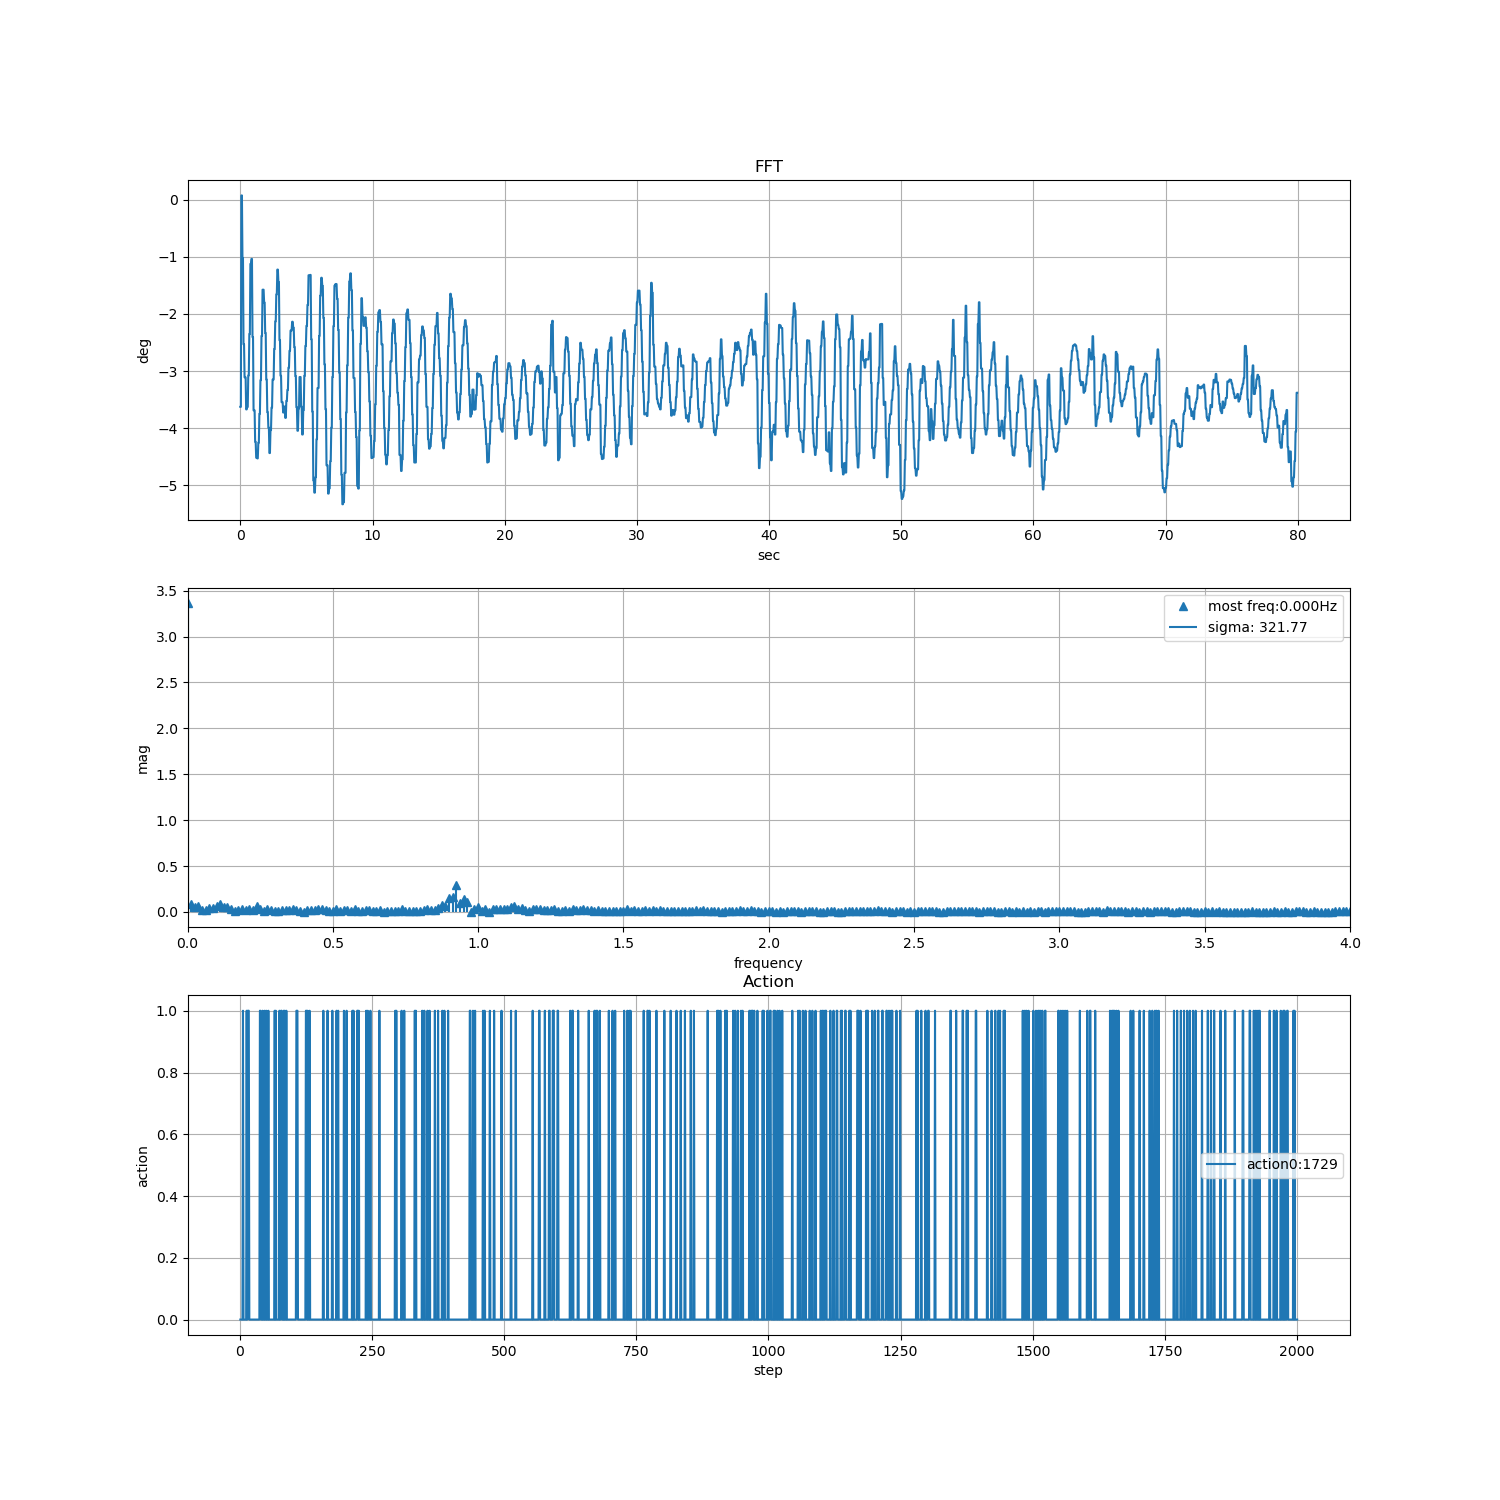 FFT
0
−1
−2
−3
−4
−5
deg
0 10 20 30 40 50 60 70 80
sec
3.5
3.0
2.5
2.0
1.5
1.0
0.5
0.0
mag
most freq:0.000Hz
sigma: 321.77
0.0 0.5 1.0 1.5 2.0 2.5 3.0 3.5 4.0
frequency
Action
1.0
0.8
0.6
0.4
0.2
0.0
action
action0:1729
0 250 500 750 1000 1250 1500 1750 2000
step